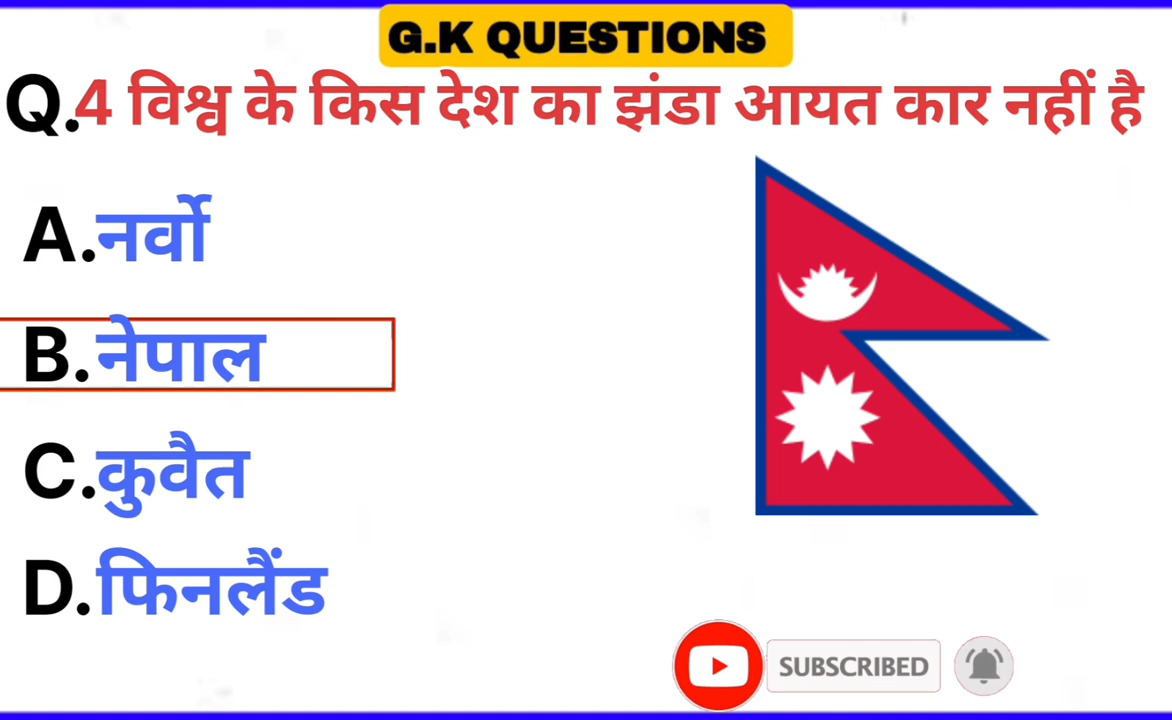 G.K QUESTIONS
Q.4 विश्व के किस देश का झंडा आयत कार नहीं है
A.नर्वो
B.नेपाल
C.कुवैत
D.फिनलैंड
SUBSCRIBED